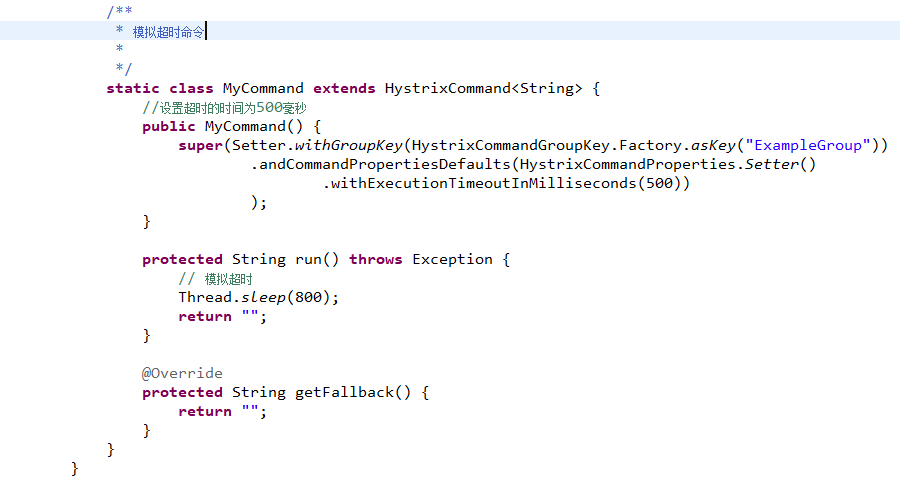 /**
 * 模拟超时命令
 *
 */
static class MyCommand extends HystrixCommand<String> {
//设置超时的时间为500毫秒
public MyCommand() {
super(Setter.withGroupKey(HystrixCommandGroupKey.Factory.asKey("ExampleGroup"))
.andCommandPropertiesDefaults(HystrixCommandProperties.Setter()
.withExecutionTimeoutInMilliseconds(500))
);
}
protected String run() throws Exception {
// 模拟超时
Thread.sleep(800);
return "";
}
@Override
protected String getFallback() {
return "";
}
}
}